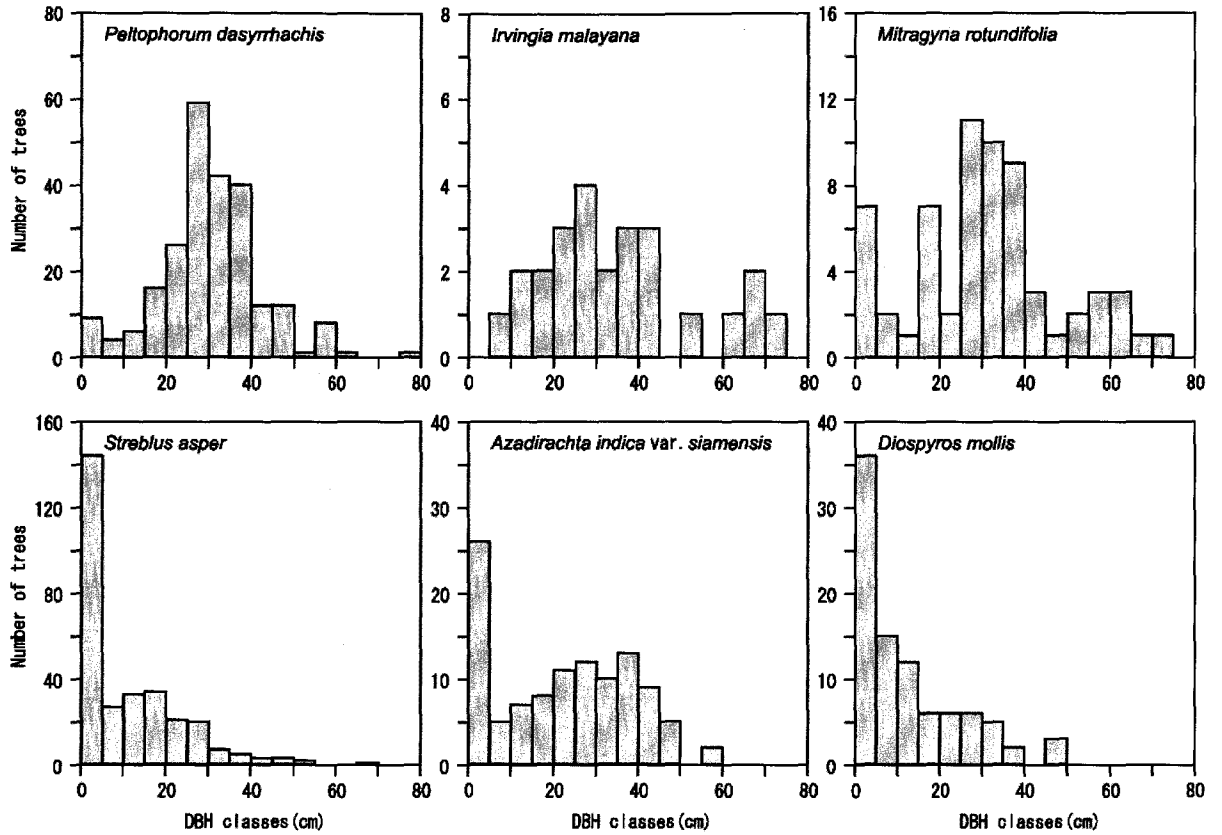 Peltophorum dasyrrhachis
80
60
40
20
0
Number of trees
0 20 40 60 80
Irvingia malayana
8
6
4
2
0
0 20 40 60 80
Mitragyna rotundifolia
16
12
8
4
0
0 20 40 60 80
Streblus asper
160
120
80
40
0
Number of trees
0 20 40 60 80
DBH classes(cm)
Azadirachta indica var. siamensis
40
30
20
10
0
0 20 40 60 80
DBH classes(cm)
Diospyros mollis
40
30
20
10
0
0 20 40 60 80
DBH classes(cm)